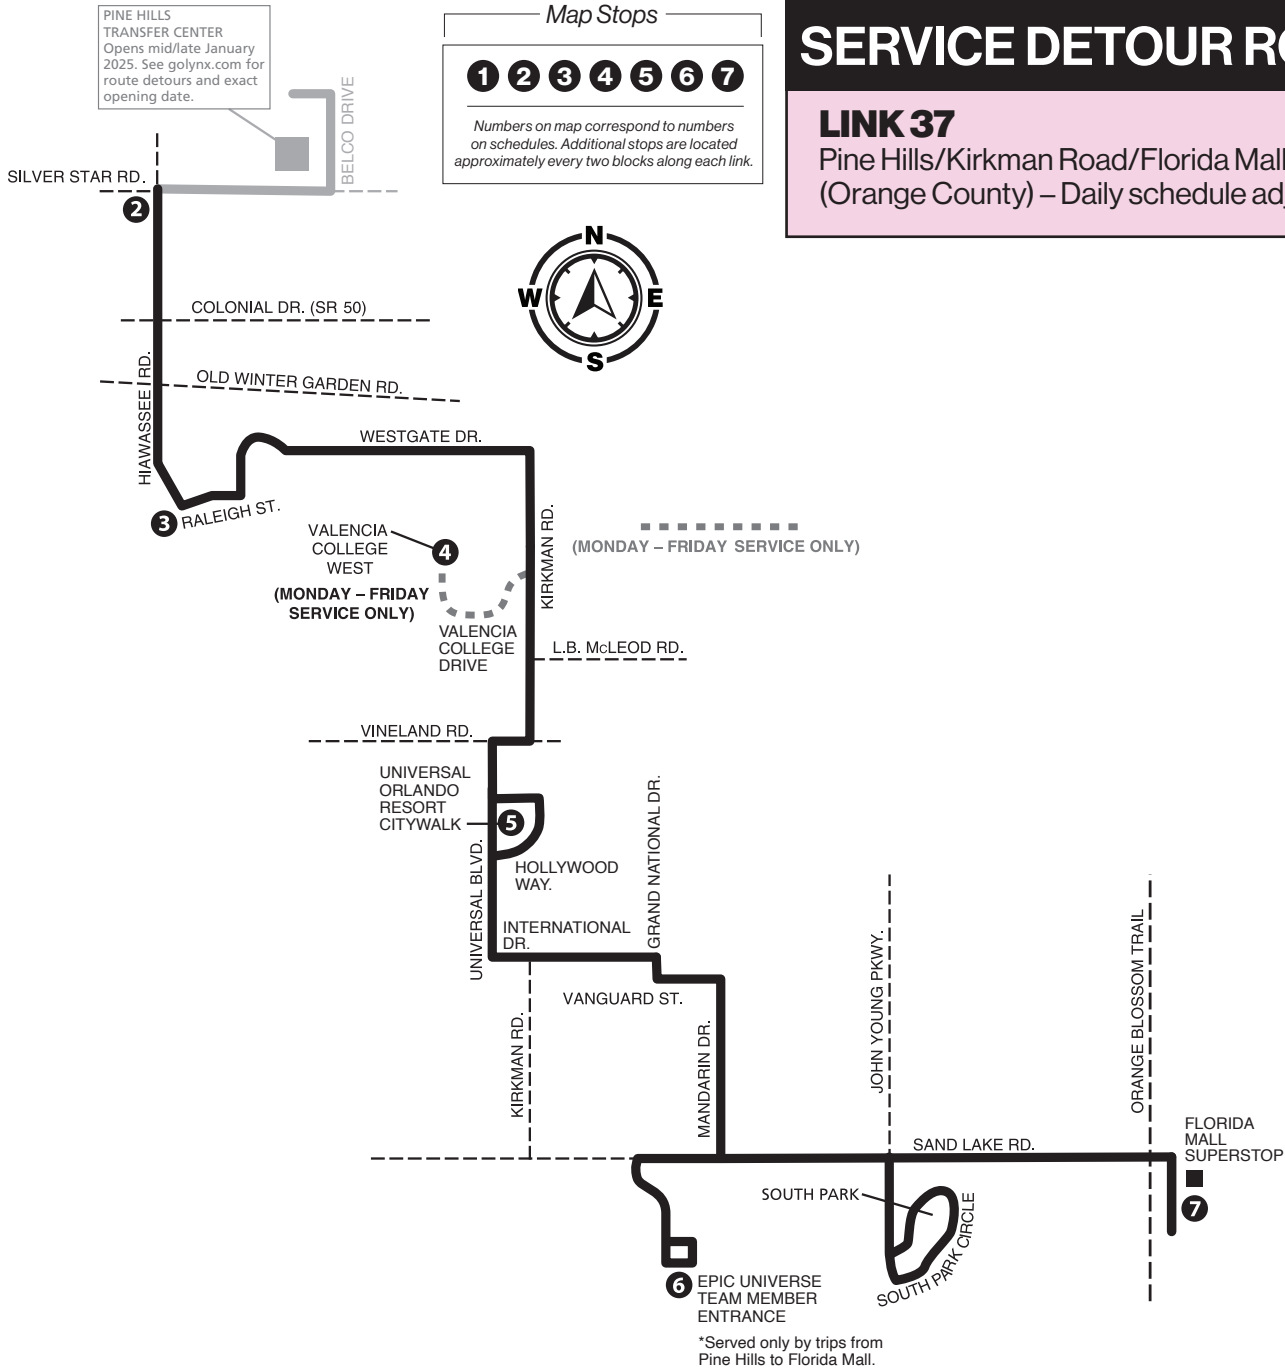 PINE HILLS
TRANSFER CENTER
Opens mid/late January
2025. See golynx.com for
route detours and exact
opening date.
Map Stops
1 2 3 4 5 6 7
Numbers on map correspond to numbers
on schedules. Additional stops are located
approximately every two blocks along each link.
SERVICE DETOUR
LINK 37
Pine Hills/Kirkman Road/Florida Mall
(Orange County) – Daily schedule
BELCO DRIVE
SILVER STAR RD.
2
N
W E
S
COLONIAL DR. (SR 50)
HIAWASSEE RD.
OLD WINTER GARDEN RD.
WESTGATE DR.
3 RALEIGH ST.
VALENCIA
COLLEGE
WEST
4
(MONDAY – FRIDAY
SERVICE ONLY)
KIRKMAN RD.
(MONDAY – FRIDAY SERVICE ONLY)
VALENCIA
COLLEGE
DRIVE
L.B. McLEOD RD.
VINELAND RD.
UNIVERSAL
ORLANDO
RESORT
CITYWALK
5
UNIVERSAL BLVD.
HOLLYWOOD
WAY.
GRAND NATIONAL DR.
INTERNATIONAL
DR.
VANGUARD ST.
KIRKMAN RD.
MANDARIN DR.
JOHN YOUNG PKWY.
ORANGE BLOSSOM TRAIL
SAND LAKE RD.
FLORIDA
MALL
SUPERSTOP
7
SOUTH PARK
SOUTH PARK CIRCLE
6 EPIC UNIVERSE
TEAM MEMBER
ENTRANCE
*Served only by trips from
Pine Hills to Florida Mall.